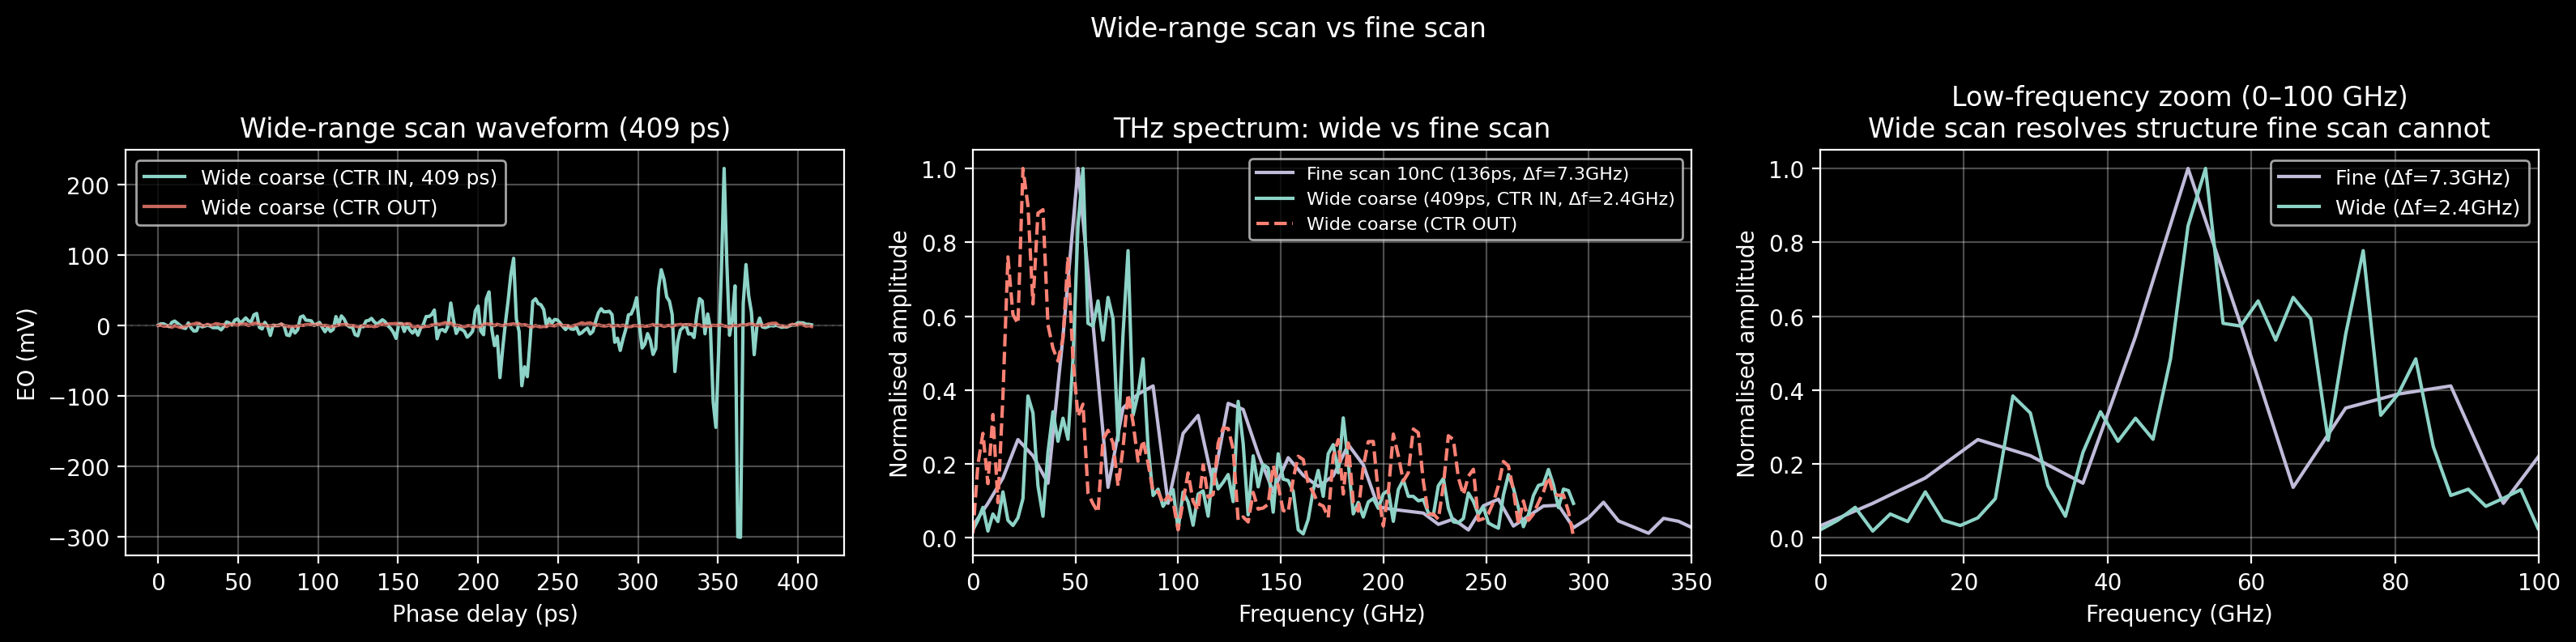 Wide-range scan vs fine scan
Wide-range scan waveform (409 ps)
Wide coarse (CTR IN, 409 ps)
Wide coarse (CTR OUT)
EO (mV)
200
100
0
−100
−200
−300
0 50 100 150 200 250 300 350 400
Phase delay (ps)
THz spectrum: wide vs fine scan
Fine scan 10nC (136ps, Δf=7.3GHz)
Wide coarse (409ps, CTR IN, Δf=2.4GHz)
Wide coarse (CTR OUT)
Normalised amplitude
1.0
0.8
0.6
0.4
0.2
0.0
0 50 100 150 200 250 300 350
Frequency (GHz)
Low-frequency zoom (0–100 GHz)
Wide scan resolves structure fine scan cannot
Fine (Δf=7.3GHz)
Wide (Δf=2.4GHz)
Normalised amplitude
1.0
0.8
0.6
0.4
0.2
0.0
0 20 40 60 80 100
Frequency (GHz)